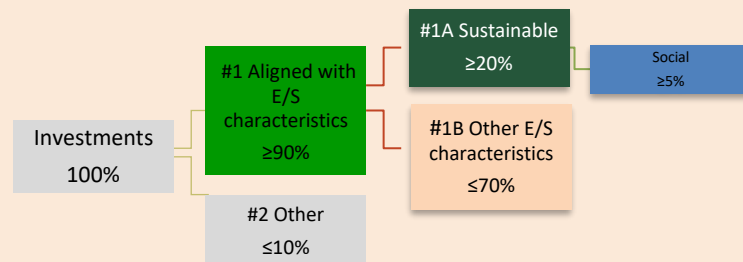 Investments
100%
#1 Aligned with
E/S
characteristics
≥90%
#2 Other
≤10%
#1A Sustainable
≥20%
#1B Other E/S
characteristics
≤70%
Social
≥5%